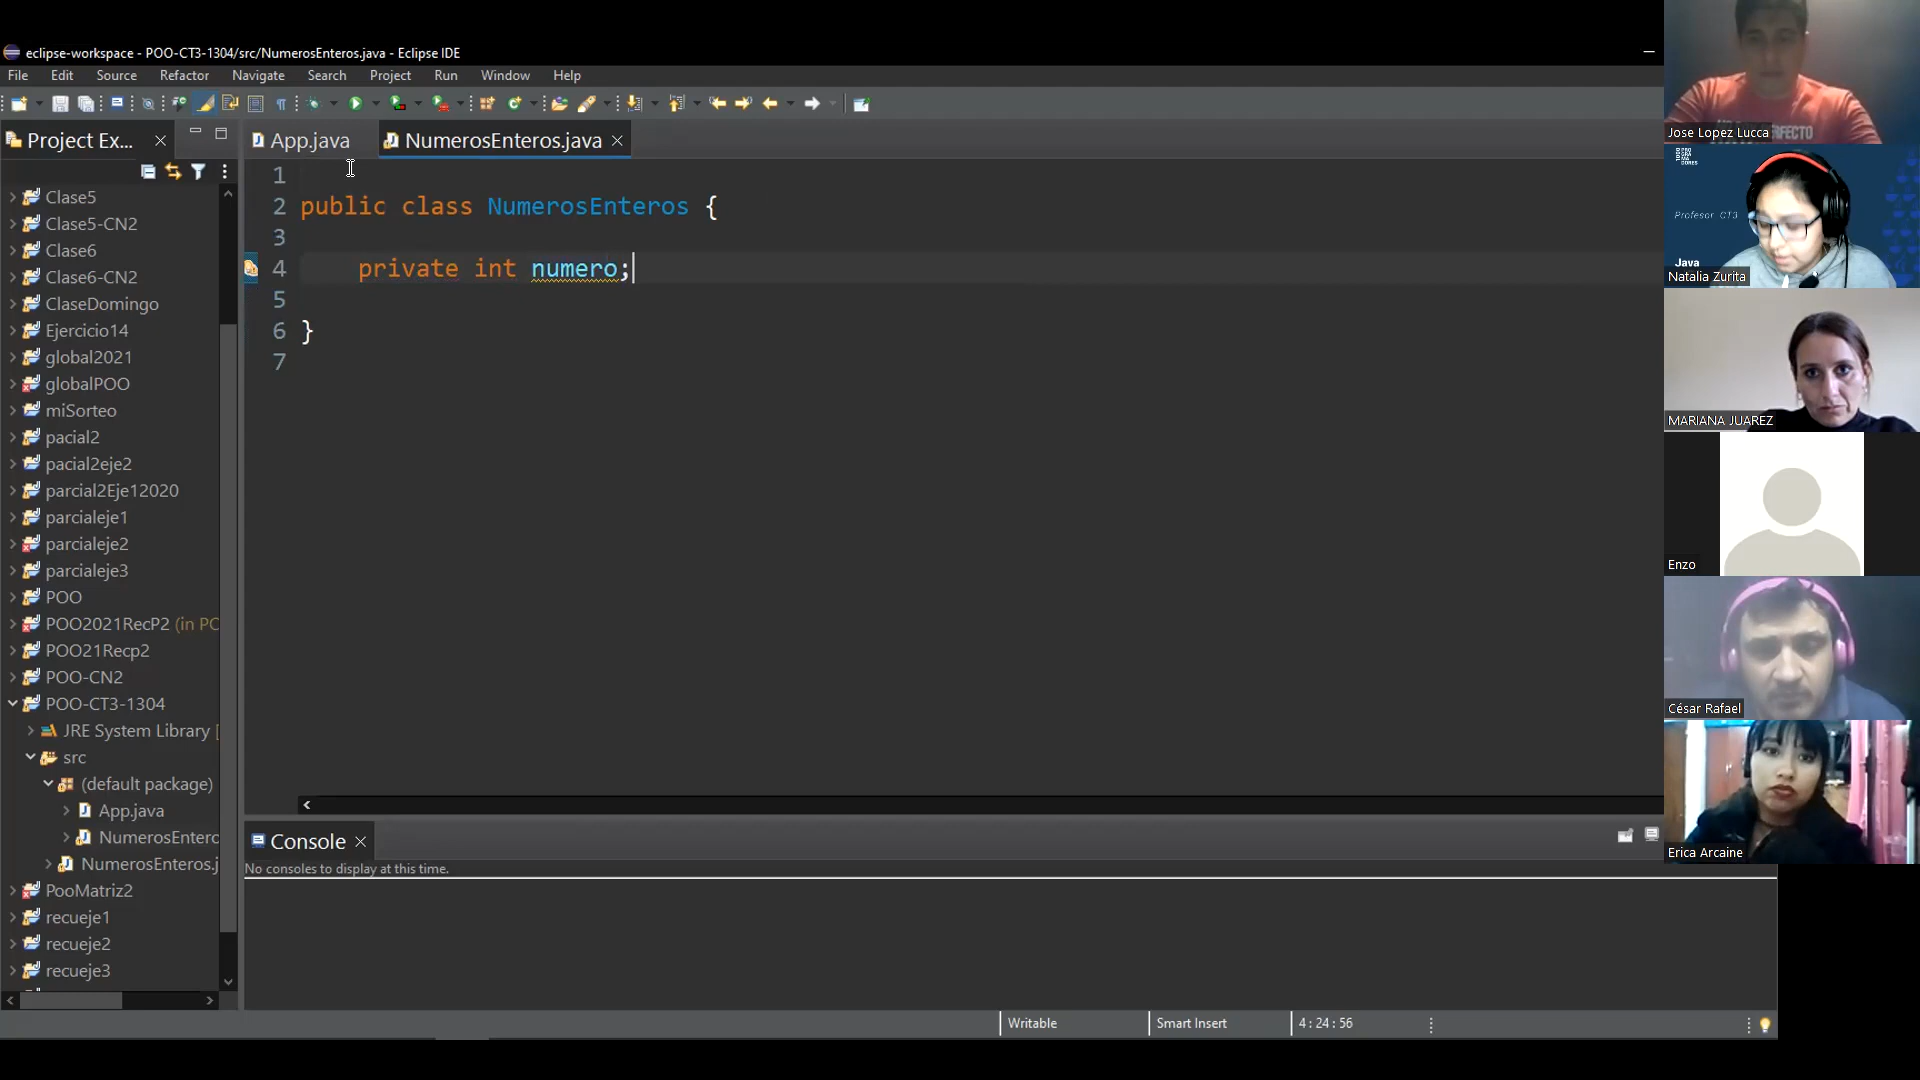 eclipse-workspace - POO-CT3-1304/src/NumerosEnteros.java - Eclipse IDE
File Edit Source Refactor Navigate Search Project Run Window Help
Project Ex...
App.java
NumerosEnteros.java
1
2 public class NumerosEnteros {
3
4 private int numero;
5
6 }
7
Clase5
Clase5-CN2
Clase6
Clase6-CN2
ClaseDomingo
Ejercicio14
global2021
globalPOO
miSorteo
pacial2
pacial2eje2
parcial2Eje12020
parcialeje1
parcialeje2
parcialeje3
POO
POO2021RecP2 (in PC
POO21Recp2
POO-CN2
POO-CT3-1304
JRE System Library [
src
(default package)
App.java
NumerosEnterc
NumerosEnteros.j
PooMatriz2
recueje1
recueje2
recueje3
Console
No consoles to display at this time.
Writable
Smart Insert
4 : 24 : 56
Jose Lopez Lucca
Profesor CT3
Java
Natalia Zurita
MARIANA JUAREZ
Enzo
César Rafael
Erica Arcaine